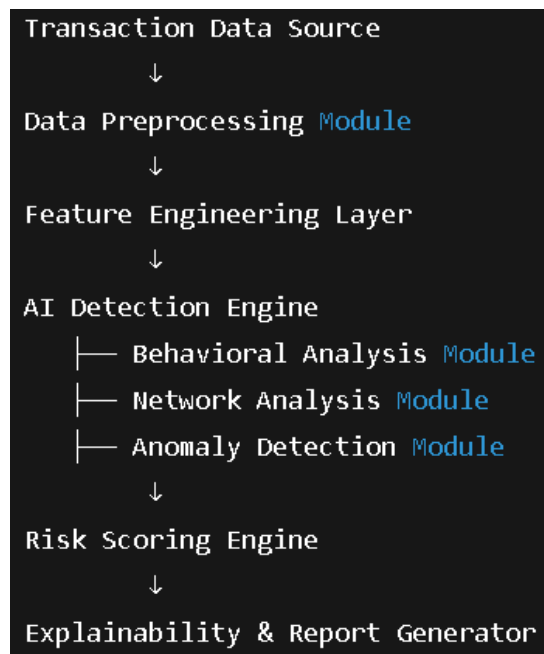 Transaction Data Source
↓
Data Preprocessing Module
↓
Feature Engineering Layer
↓
AI Detection Engine
├── Behavioral Analysis Module
├── Network Analysis Module
├── Anomaly Detection Module
↓
Risk Scoring Engine
↓
Explainability & Report Generator